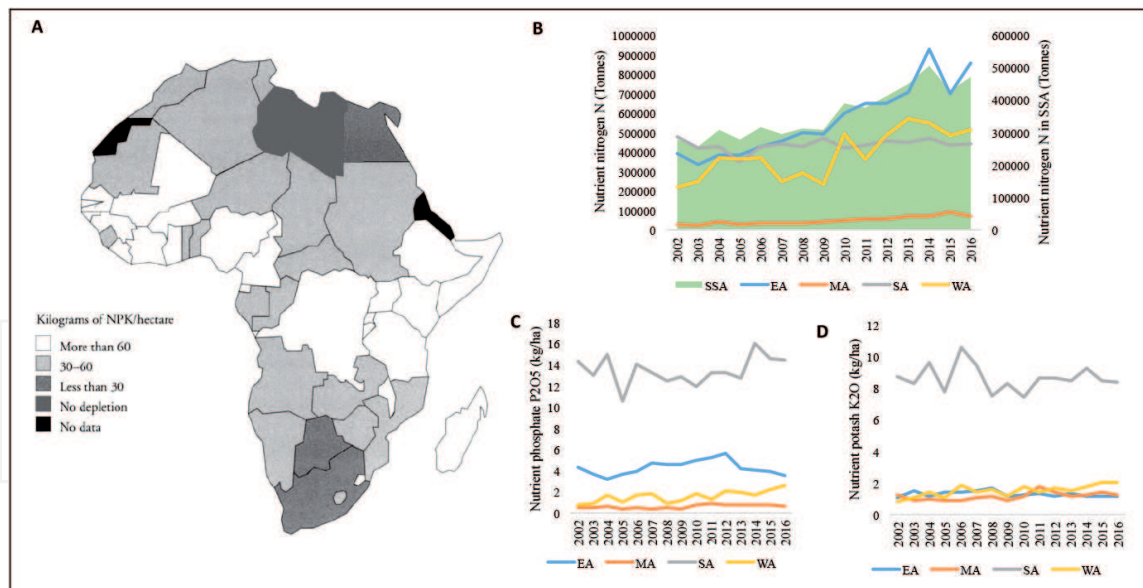 A
Kilograms of NPK/hectare
More than 60
30–60
Less than 30
No depletion
No data
B
Nutrient nitrogen N (Tonnes)
1000000
900000
800000
700000
600000
500000
400000
300000
200000
100000
0
600000
500000
400000
300000
200000
100000
0
Nutrient nitrogen N in SSA (Tonnes)
2002 2003 2004 2005 2006 2007 2008 2009 2010 2011 2012 2013 2014 2015 2016
SSA EA MA SA WA
C
Nutrient phosphate P2O5 (kg/ha)
18
16
14
12
10
8
6
4
2
0
2002 2003 2004 2005 2006 2007 2008 2009 2010 2011 2012 2013 2014 2015 2016
EA MA SA WA
D
Nutrient potash K2O (kg/ha)
12
10
8
6
4
2
0
2002 2003 2004 2005 2006 2007 2008 2009 2010 2011 2012 2013 2014 2015 2016
EA MA SA WA